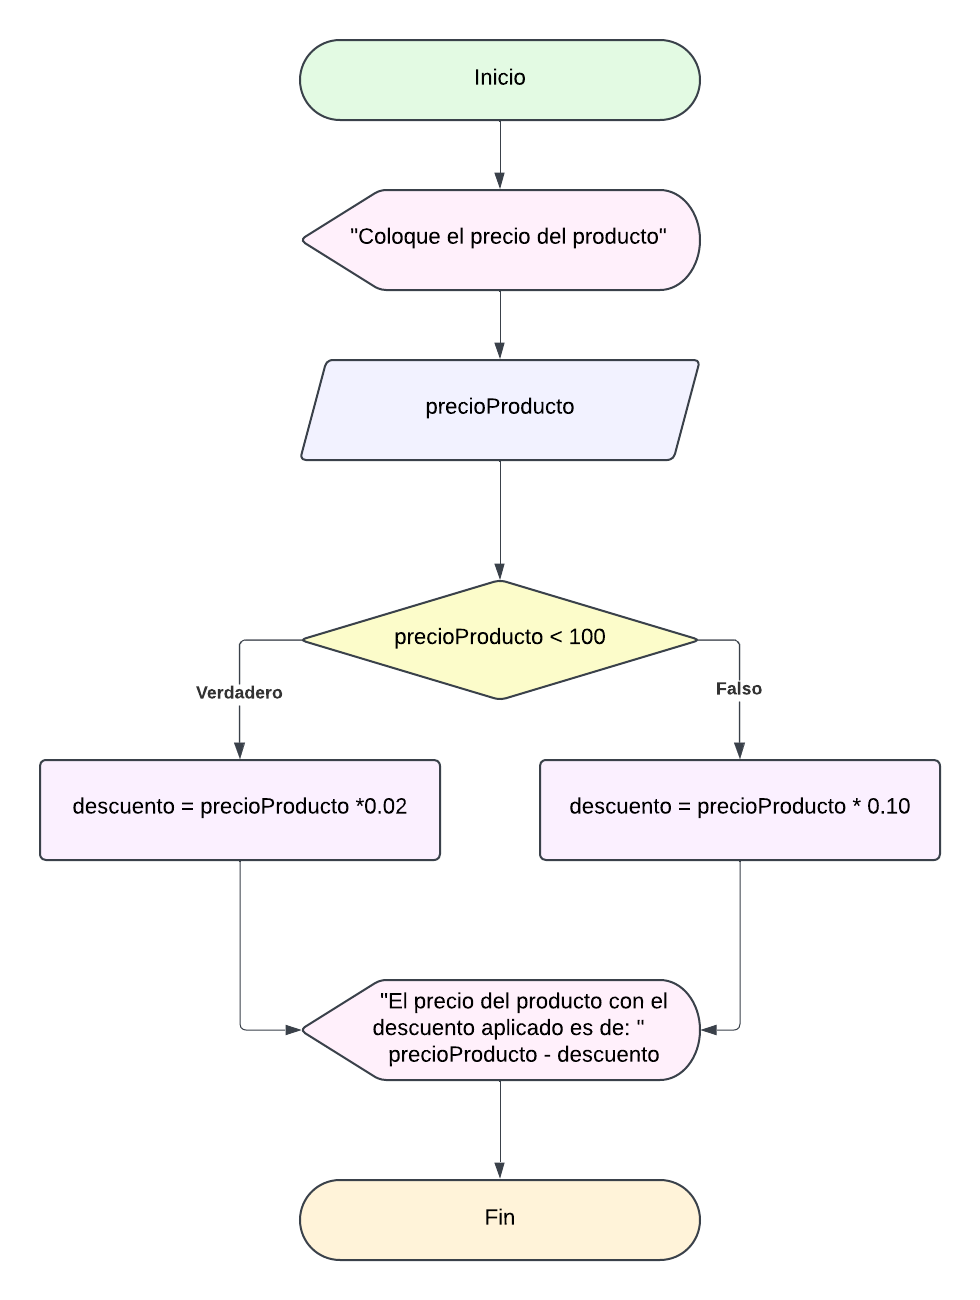 Inicio
"Coloque el precio del producto"
precioProducto
precioProducto < 100
Verdadero
Falso
descuento = precioProducto *0.02
descuento = precioProducto * 0.10
"El precio del producto con el
descuento aplicado es de: "
precioProducto - descuento
Fin